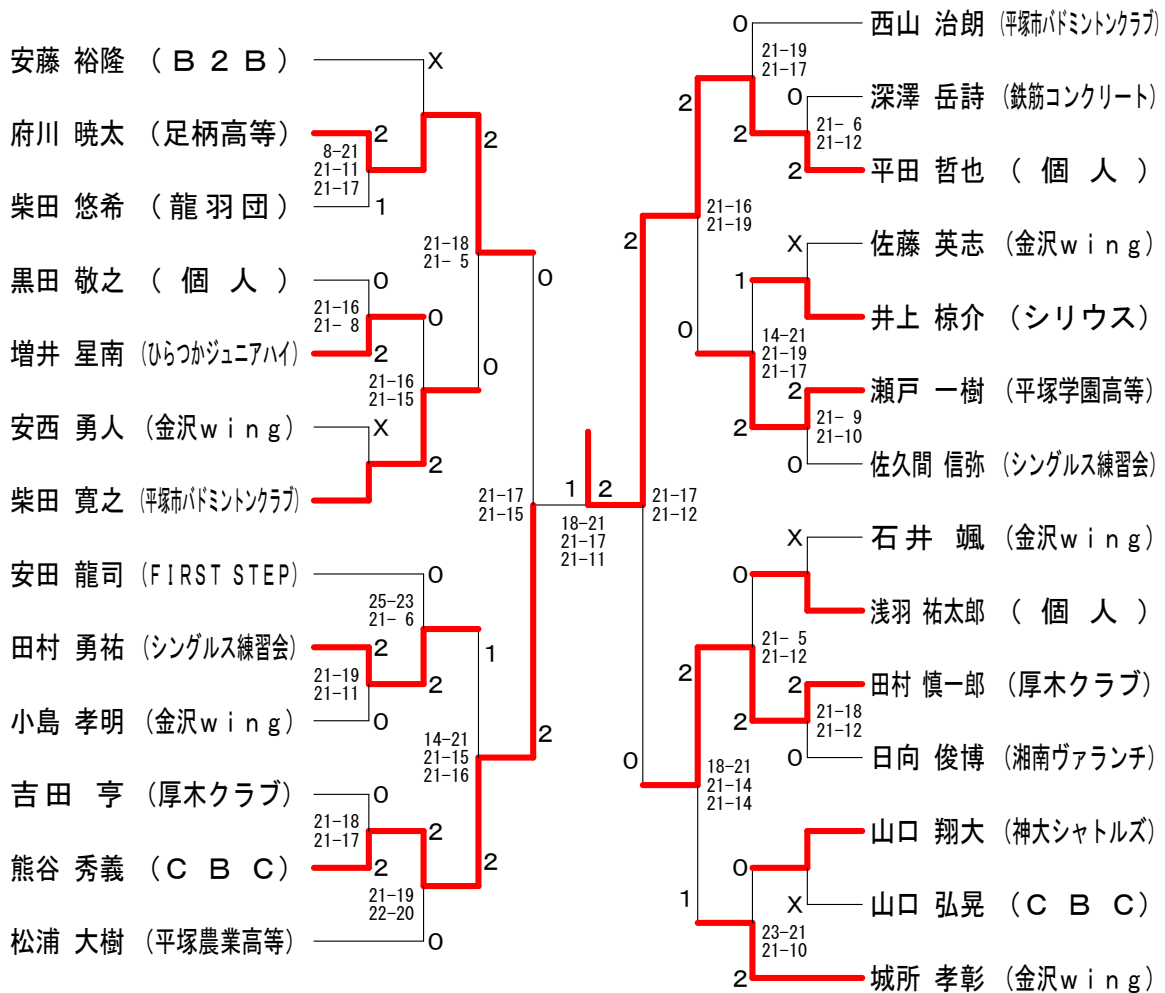 安藤 裕隆 （Ｂ２Ｂ）
X
府川 暁太 （足柄高等）
2
8-21
21-11
21-17
2
柴田 悠希 （龍羽団）
1
21-18
21- 5
黒田 敬之 （個人）
0
21-16
21- 8
0
増井 星南 （ひらつかジュニアハイ）
2
21-16
21-15
0
安西 勇人 （金沢ｗｉｎｇ）
X
柴田 寛之 （平塚市バドミントンクラブ）
2
0
21-17
21-15
安田 龍司 （FIRST STEP）
0
25-23
21- 6
田村 勇祐 （シングルス練習会）
2
21-19
21-11
2
1
小島 孝明 （金沢ｗｉｎｇ）
0
14-21
21-15
21-16
2
吉田 亨 （厚木クラブ）
0
21-18
21-17
2
熊谷 秀義 （ＣＢＣ）
2
21-19
22-20
2
松浦 大樹 （平塚農業高等）
0
1
2
18-21
21-17
21-11
0
西山 治朗 （平塚市バドミントンクラブ）
21-19
21-17
2
0
深澤 岳詩 （鉄筋コンクリート）
21- 6
21-12
2
2
平田 哲也 （個人）
21-16
21-19
2
X
佐藤 英志 （金沢ｗｉｎｇ）
1
井上 椋介 （シリウス）
0
14-21
21-19
21-17
2
瀬戸 一樹 （平塚学園高等）
21- 9
21-10
2
0
佐久間 信弥 （シングルス練習会）
21-17
21-12
X
石井 颯 （金沢ｗｉｎｇ）
0
浅羽 祐太郎 （個人）
21- 5
21-12
2
2
田村 慎一郎 （厚木クラブ）
21-18
21-12
2
0
日向 俊博 （湘南ヴァランチ）
0
18-21
21-14
21-14
山口 翔大 （神大シャトルズ）
0
X
山口 弘晃 （ＣＢＣ）
1
23-21
21-10
2
城所 孝彰 （金沢ｗｉｎｇ）